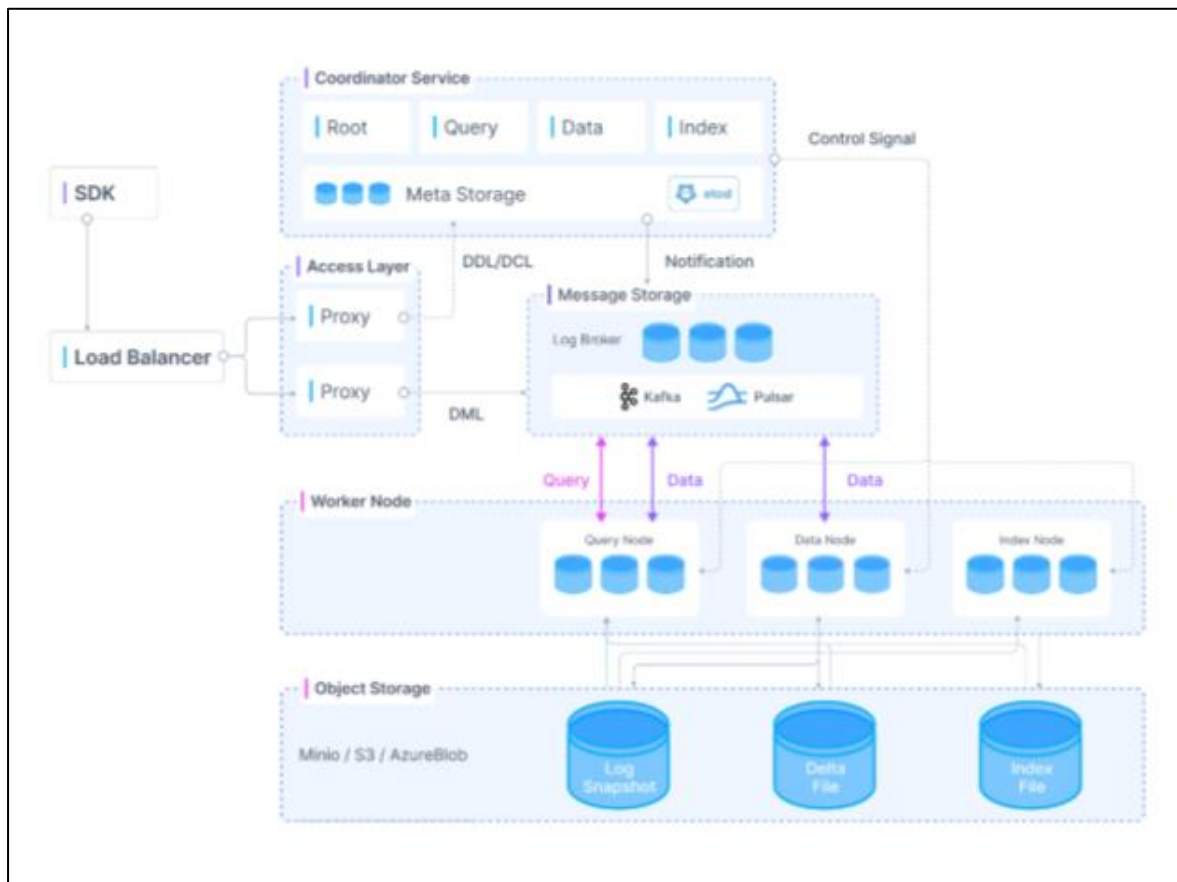 Coordinator Service
Root
Query
Data
Index
Control Signal
SDK
Meta Storage
etcd
Access Layer
DDL/DCL
Notification
Proxy
Message Storage
Log Broker
Load Balancer
Proxy
Kafka
Pulsar
DML
Query
Data
Data
Worker Node
Query Node
Data Node
Index Node
Object Storage
Minio / S3 / AzureBlob
Log
Snapshot
Delta
File
Index
File